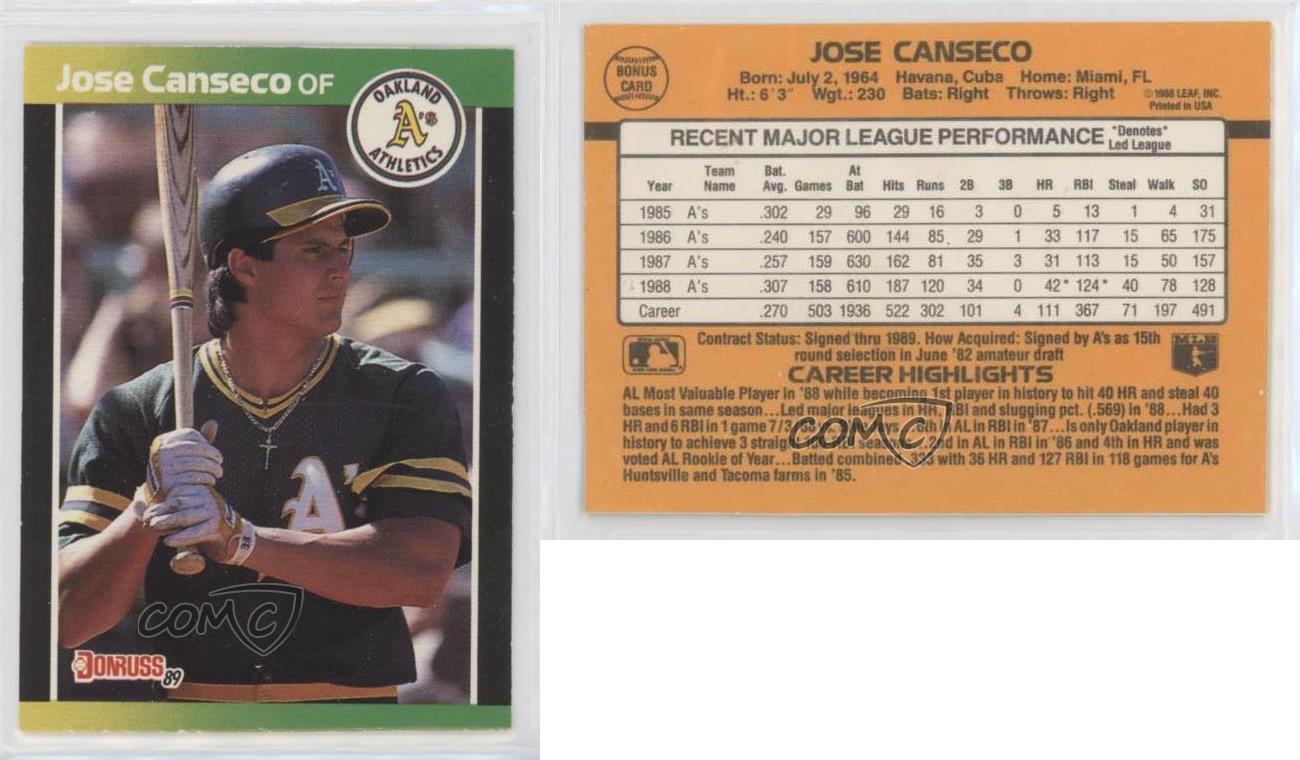 Jose Canseco OF
OAKLAND
A's
ATHLETICS
A's
A's
33
COMC
DONRUSS 89
BONUS
CARD
JOSE CANSECO
Born: July 2, 1964 Havana, Cuba Home: Miami, FL
Ht.: 6'3" Wgt.: 230 Bats: Right Throws: Right
©1988 LEAF, INC.
Printed in USA
RECENT MAJOR LEAGUE PERFORMANCE *Denotes* Led League
Year Team Name Bat. Avg. Games At Bat Hits Runs 2B 3B HR RBI Steal Walk SO
1985 A's .302 29 96 29 16 3 0 5 13 1 4 31
1986 A's .240 157 600 144 85 29 1 33 117 15 65 175
1987 A's .257 159 630 162 81 35 3 31 113 15 50 157
1988 A's .307 158 610 187 120 34 0 42* 124* 40 78 128
Career .270 503 1936 522 302 101 4 111 367 71 197 491
Contract Status: Signed thru 1989. How Acquired: Signed by A's as 15th
round selection in June '82 amateur draft
MLB
CAREER HIGHLIGHTS
AL Most Valuable Player in '88 while becoming 1st player in history to hit 40 HR and steal 40
bases in same season...Led major leagues in HR, RBI and slugging pct. (.569) in '88...Had 3
HR and 6 RBI in 1 game 7/3 in AL in RBI in '87...Is only Oakland player in
history to achieve 3 straight seasons...2nd in AL in RBI in '86 and 4th in HR and was
voted AL Rookie of Year...Batted combined .333 with 36 HR and 127 RBI in 118 games for A's
Huntsville and Tacoma farms in '85.
COMC